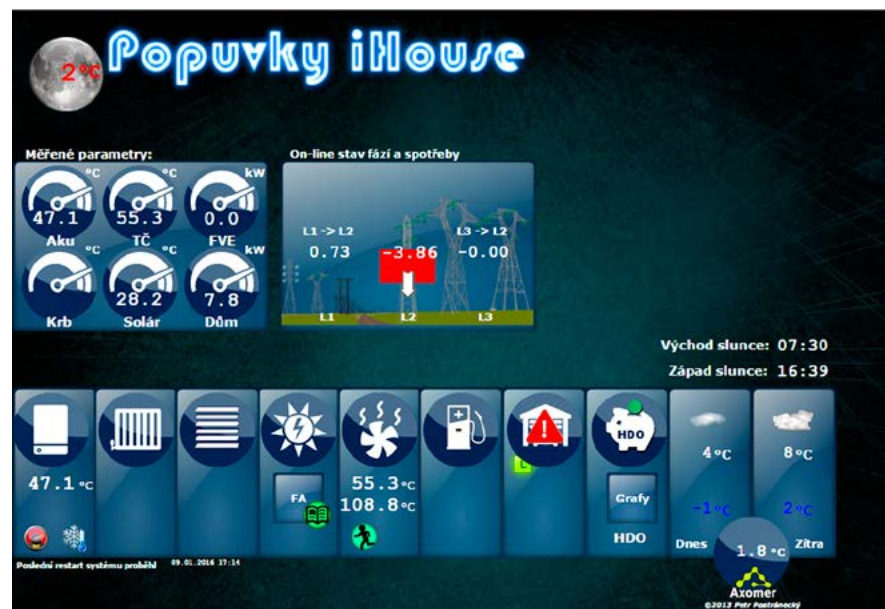 Popuvky iHouse
2°C
Měřené parametry:
On-line stav fází a spotřeby
°C °C kW
47.1 55.3 0.0
Aku TČ FVE
°C °C kW
28.2 7.8
Krb Solár Dům
L1 -> L2 L3 -> L2
0.73 -3.86 -0.00
L1 L2 L3
Východ slunce: 07:30
Západ slunce: 16:39
HDO
47.1 °C
FA
55.3 °C
108.8 °C
L
Grafy
HDO
4 °C 8 °C
-1 °C 2 °C
Dnes 1.8 °C Zítra
Poslední restart systému proběhl 09.01.2016 17:14
Axomer
©2013 Petr Postránecký